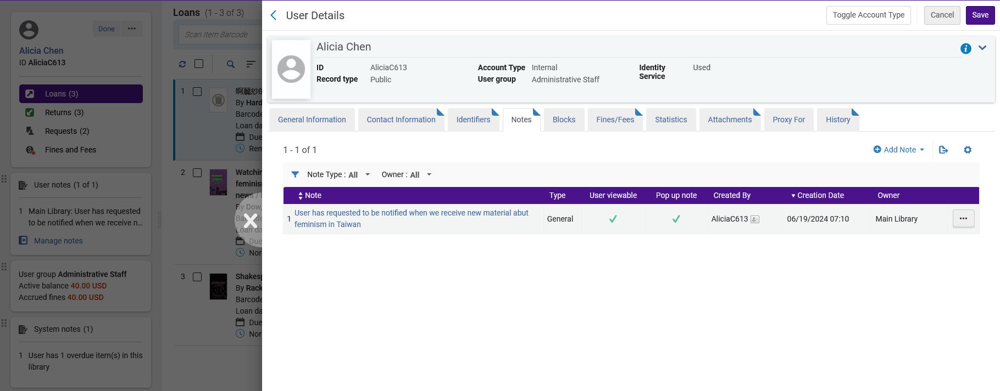 Done
Alicia Chen
ID AliciaC613
Loans (3)
Returns (3)
Requests (2)
Fines and Fees
User notes (1 of 1)
1 Main Library: User has requested
to be notified when we receive n...
Manage notes
User group Administrative Staff
Active balance 40.00 USD
Accrued fines 40.00 USD
System notes (1)
1 User has 1 overdue item(s) in this
library
Loans (1 - 3 of 3)
Scan Item Barcode
1
By Hard
Barcode
Loan da
Due
Ren
2 Watchin
feminism
news /
By Dow,
Barcode
Loan da
Due
Nor
3 Shakesp
By Rack
Barcode
Loan da
Due
Nor
User Details
Toggle Account Type
Cancel
Save
Alicia Chen
ID AliciaC613 Account Type Internal Identity Service Used
Record type Public User group Administrative Staff
General Information Contact Information Identifiers Notes Blocks Fines/Fees Statistics Attachments Proxy For History
1 - 1 of 1
Add Note
Note Type : All Owner : All
Note Type User viewable Pop up note Created By Creation Date Owner
1 User has requested to be notified when we receive new material abut
feminism in Taiwan
General AliciaC613 06/19/2024 07:10 Main Library